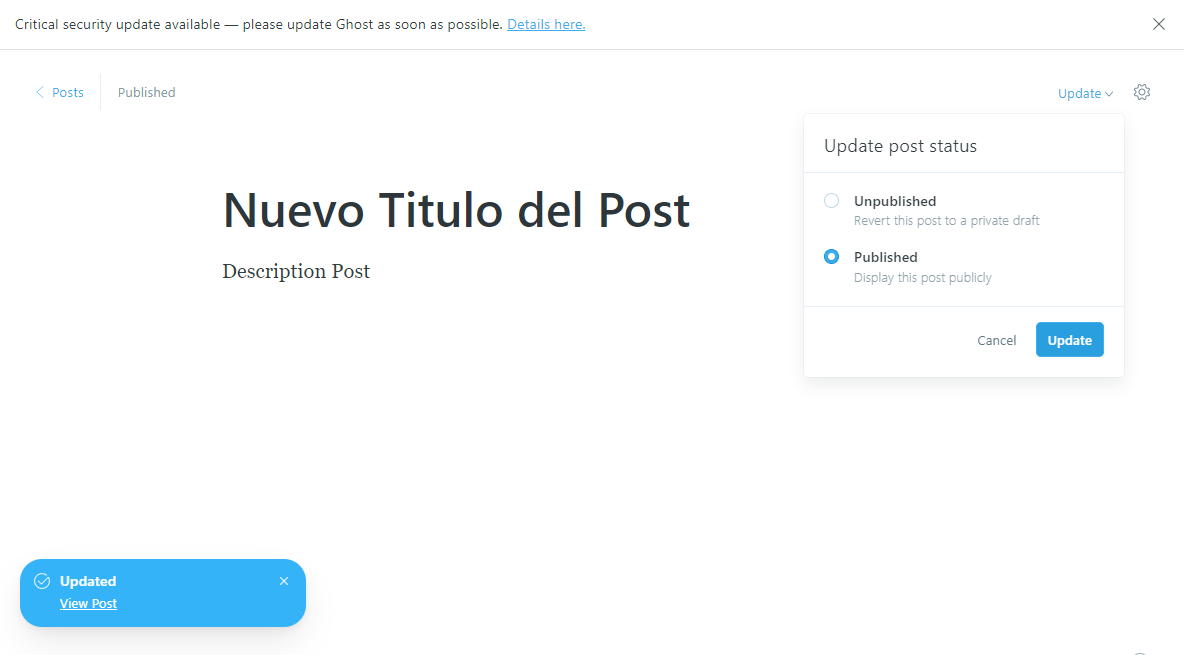 Critical security update available — please update Ghost as soon as possible. Details here.
Posts
Published
Update
Update post status
Unpublished
Revert this post to a private draft
Published
Display this post publicly
Cancel
Update
Nuevo Titulo del Post
Description Post
Updated
View Post